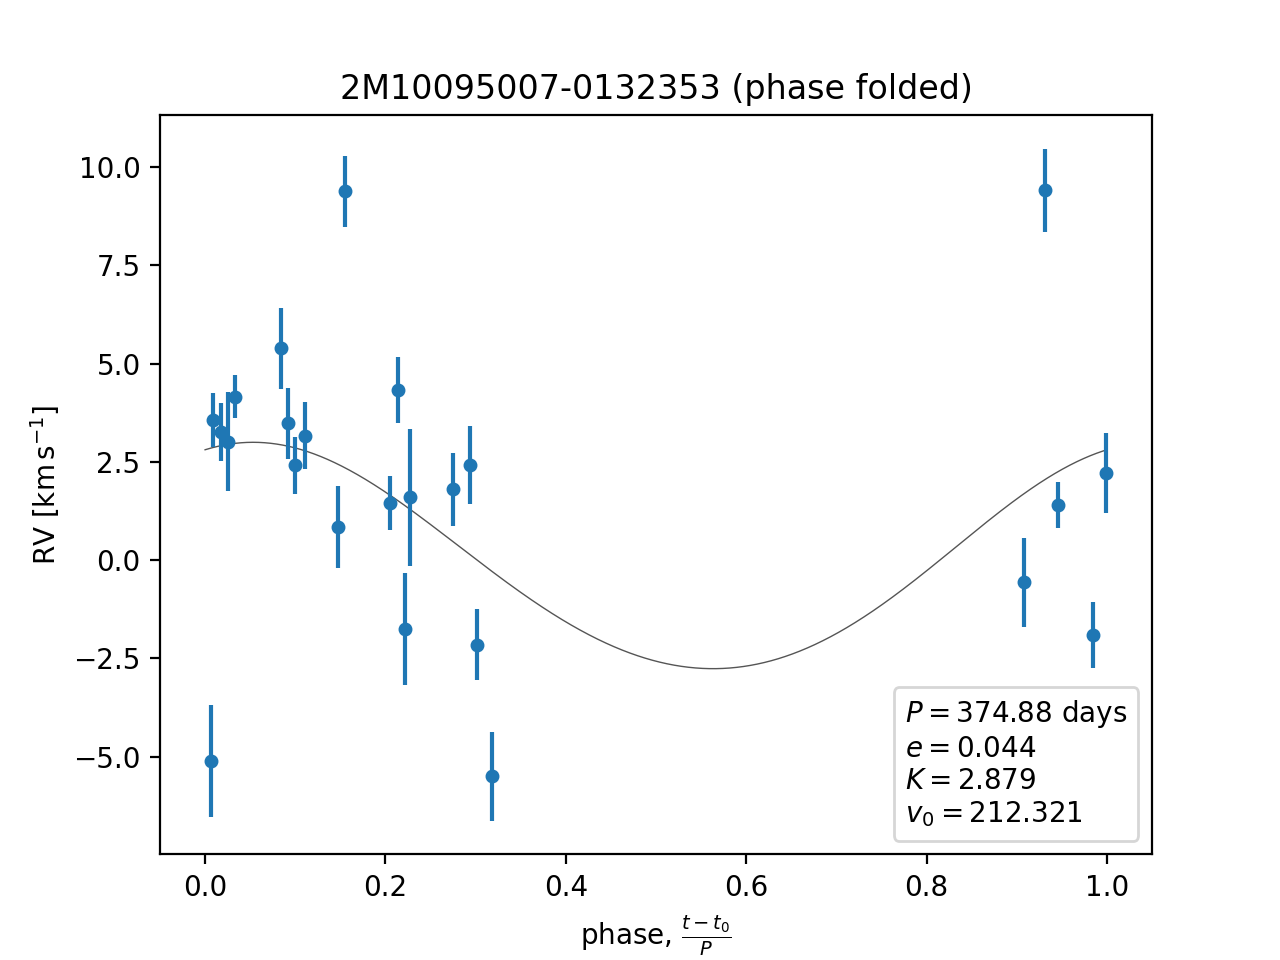 2M10095007-0132353 (phase folded)
RV [km s⁻¹]
10.0
7.5
5.0
2.5
0.0
−2.5
−5.0
P = 374.88 days
e = 0.044
K = 2.879
v₀ = 212.321
0.0 0.2 0.4 0.6 0.8 1.0
phase, (t − t₀)/P